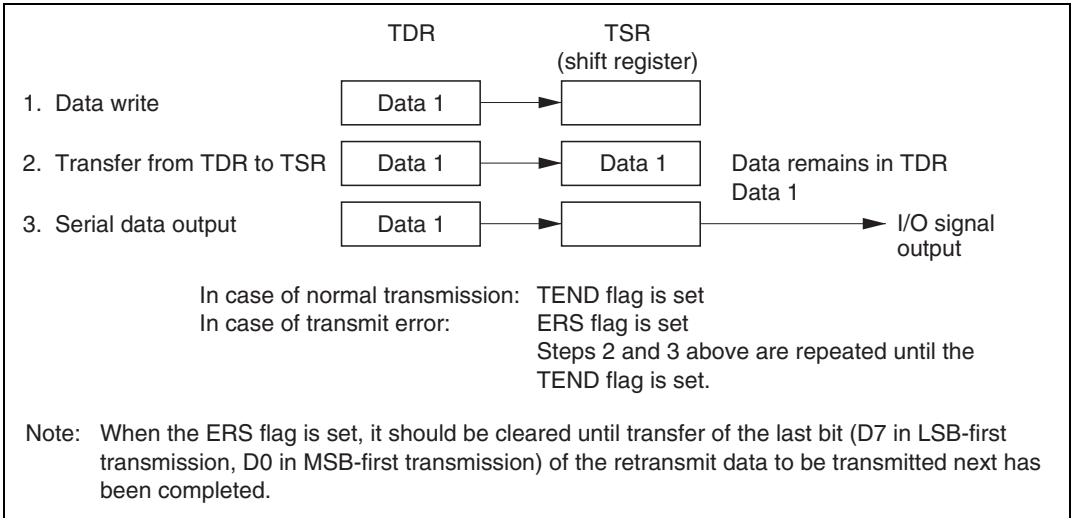 TDR TSR
(shift register)
1. Data write Data 1
2. Transfer from TDR to TSR Data 1 Data 1 Data remains in TDR
Data 1
3. Serial data output Data 1 I/O signal
output
In case of normal transmission: TEND flag is set
In case of transmit error: ERS flag is set
Steps 2 and 3 above are repeated until the
TEND flag is set.
Note: When the ERS flag is set, it should be cleared until transfer of the last bit (D7 in LSB-first
transmission, D0 in MSB-first transmission) of the retransmit data to be transmitted next has
been completed.